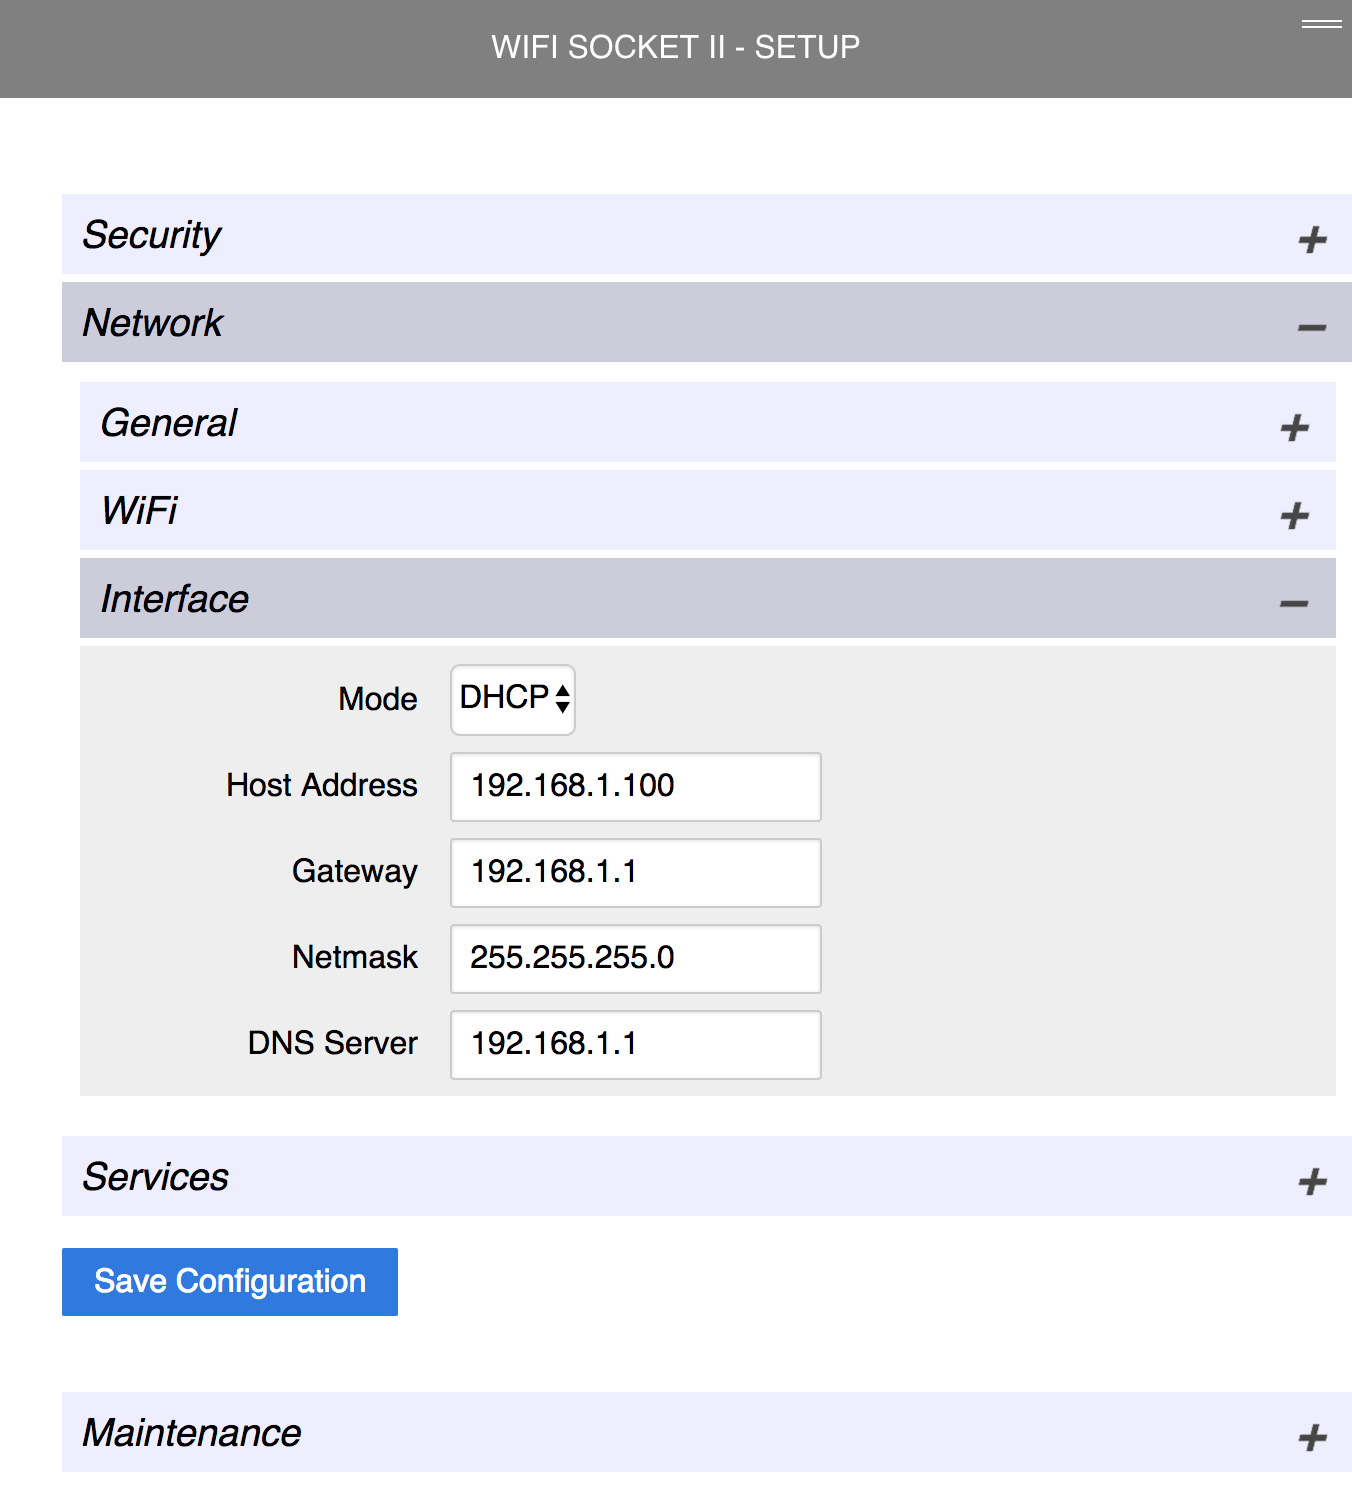 WIFI SOCKET II - SETUP
Security
Network
General
WiFi
Interface
Mode DHCP
Host Address 192.168.1.100
Gateway 192.168.1.1
Netmask 255.255.255.0
DNS Server 192.168.1.1
Services
Save Configuration
Maintenance